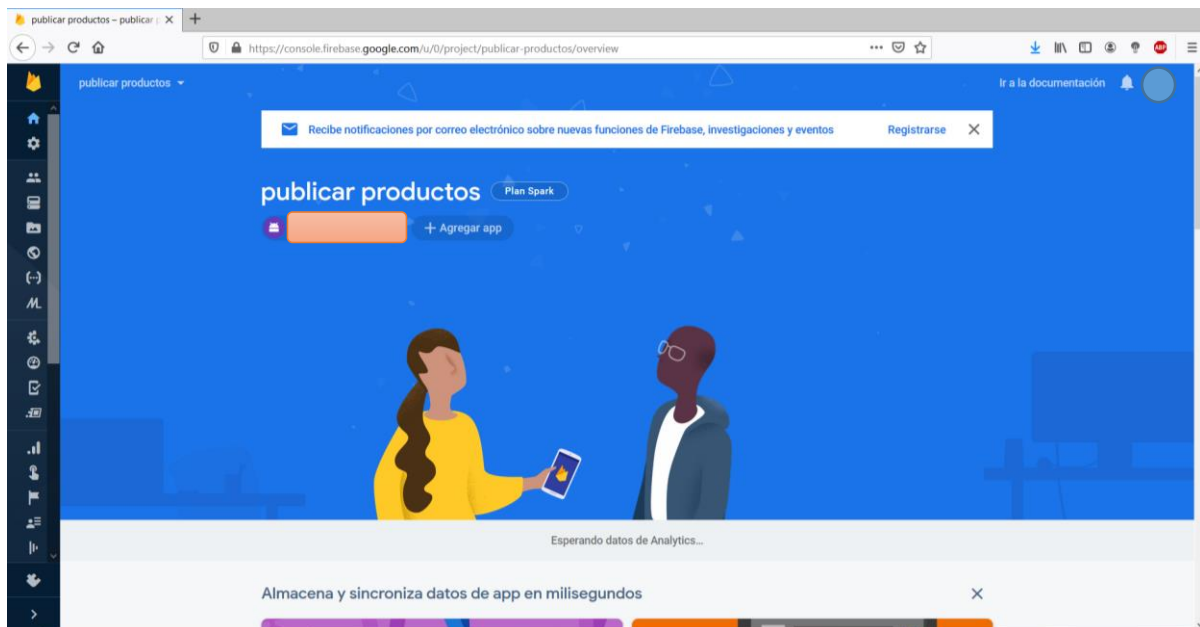 publicar productos – publicar p
https://console.firebase.google.com/u/0/project/publicar-productos/overview
ABP
publicar productos
Ir a la documentación
Recibe notificaciones por correo electrónico sobre nuevas funciones de Firebase, investigaciones y eventos
Registrarse
publicar productos
Plan Spark
+ Agregar app
Esperando datos de Analytics...
Almacena y sincroniza datos de app en milisegundos